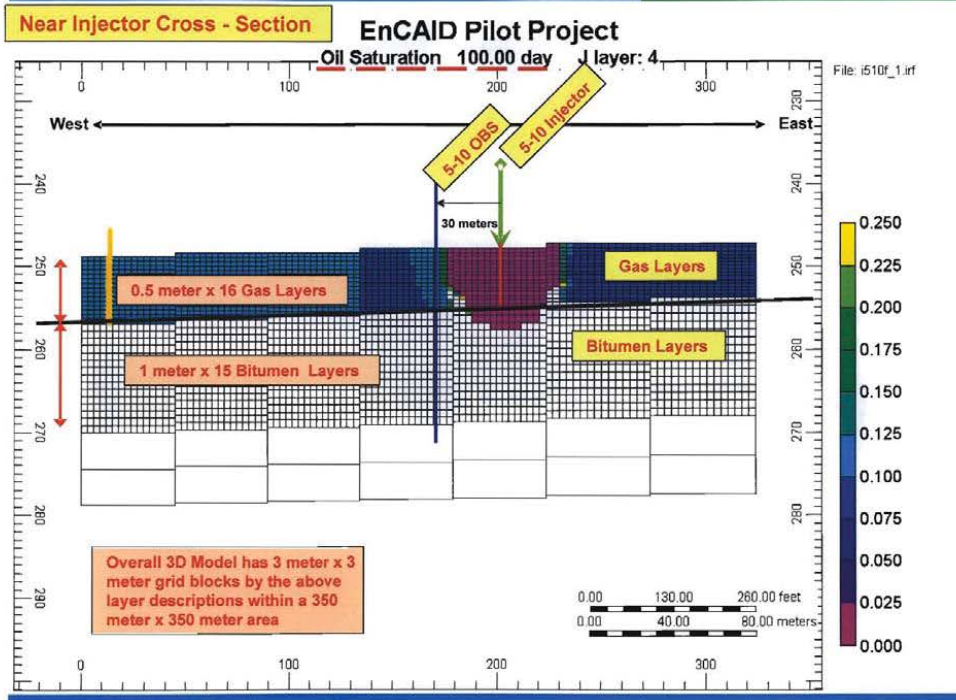 Near Injector Cross - Section
EnCAID Pilot Project
Oil Saturation 100.00 day J layer: 4
File: i510f_1.irf
0 100 200 300
West
East
5-10 OBS
5-10 Injector
30 meters
230
240 240
250 250
260 260
270 270
280 280
290 290
0.5 meter x 16 Gas Layers
Gas Layers
1 meter x 15 Bitumen Layers
Bitumen Layers
0.250
0.225
0.200
0.175
0.150
0.125
0.100
0.075
0.050
0.025
0.000
Overall 3D Model has 3 meter x 3
meter grid blocks by the above
layer descriptions within a 350
meter x 350 meter area
0.00 130.00 260.00 feet
0.00 40.00 80.00 meters
0 100 200 300